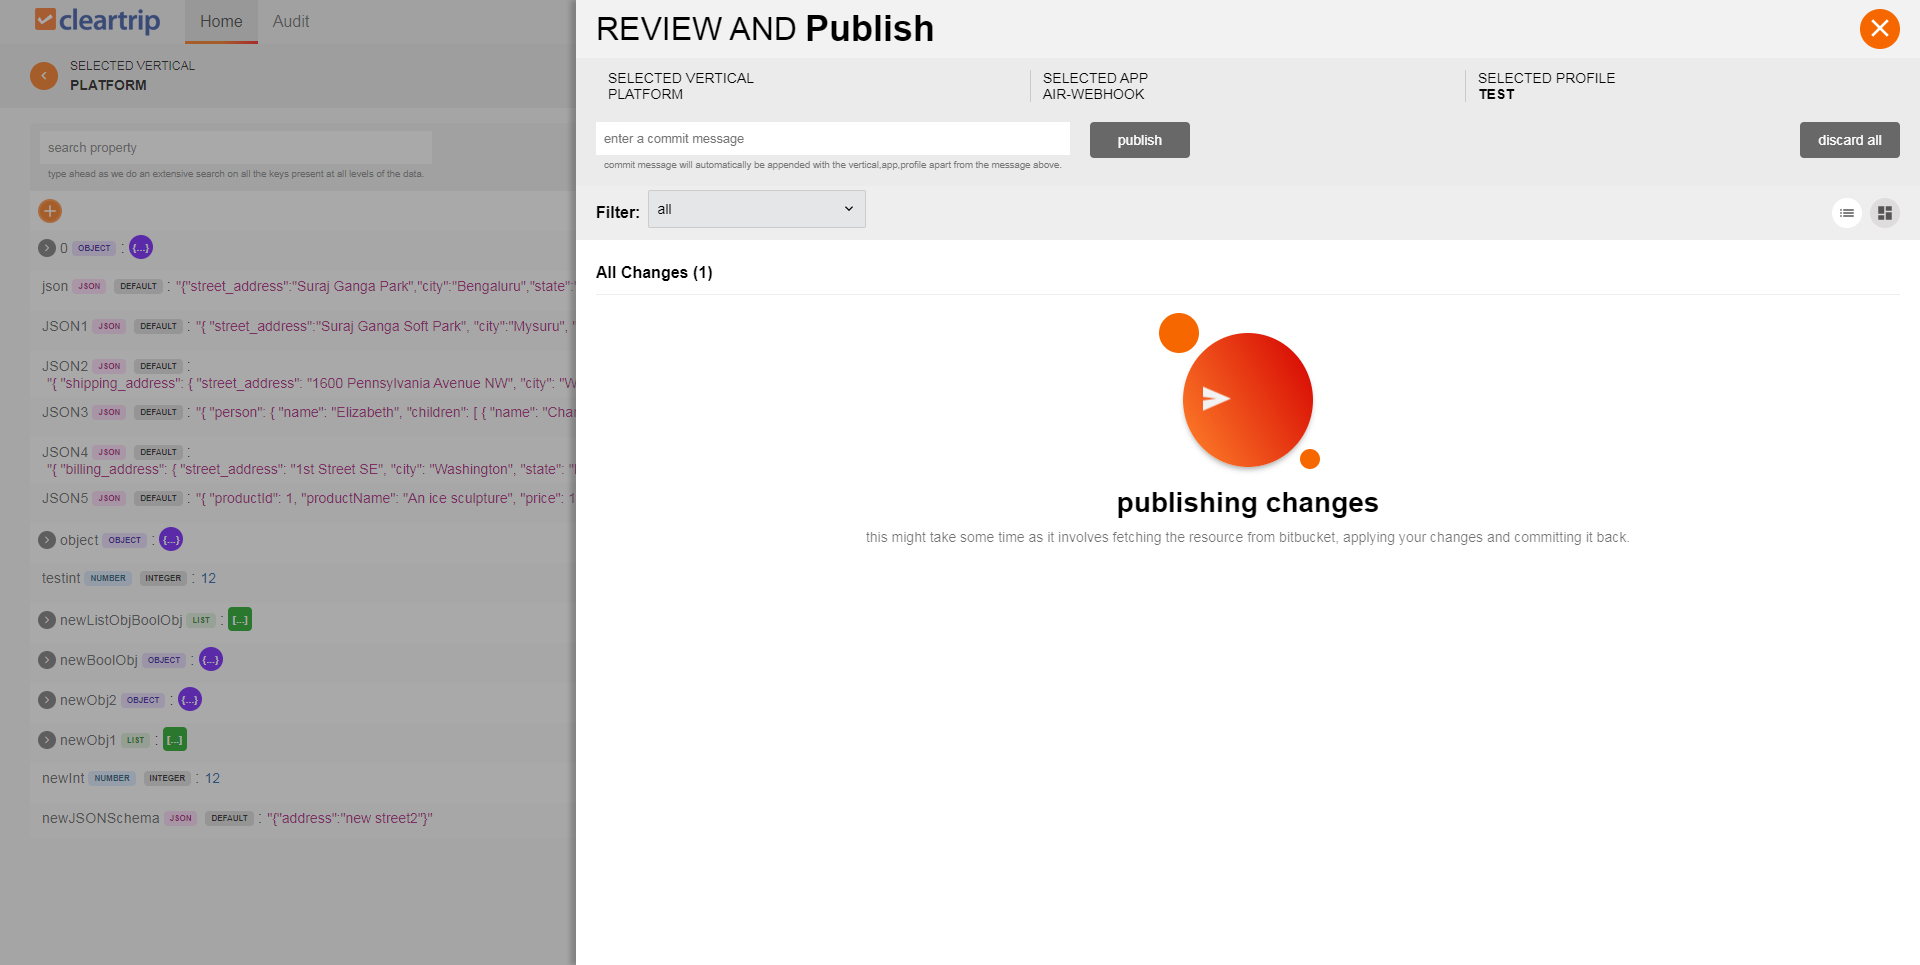 cleartrip
Home
Audit
SELECTED VERTICAL
PLATFORM
search property
type ahead as we do an extensive search on all the keys present at all levels of the data.
0 OBJECT : {...}
json JSON DEFAULT : "{"street_address":"Suraj Ganga Park","city":"Bengaluru","state":"
JSON1 JSON DEFAULT : "{ "street_address":"Suraj Ganga Soft Park", "city":"Mysuru", "
JSON2 JSON DEFAULT :
"{ "shipping_address": { "street_address": "1600 Pennsylvania Avenue NW", "city": "W
JSON3 JSON DEFAULT : "{ "person": { "name": "Elizabeth", "children": [ { "name": "Char
JSON4 JSON DEFAULT :
"{ "billing_address": { "street_address": "1st Street SE", "city": "Washington", "state": "
JSON5 JSON DEFAULT : "{ "productId": 1, "productName": "An ice sculpture", "price": 1
object OBJECT : {...}
testint NUMBER INTEGER : 12
newListObjBoolObj LIST : [...]
newBoolObj OBJECT : {...}
newObj2 OBJECT : {...}
newObj1 LIST : [...]
newInt NUMBER INTEGER : 12
newJSONSchema JSON DEFAULT : "{"address":"new street2"}"
REVIEW AND Publish
SELECTED VERTICAL
PLATFORM
SELECTED APP
AIR-WEBHOOK
SELECTED PROFILE
TEST
enter a commit message
publish
discard all
commit message will automatically be appended with the vertical,app,profile apart from the message above.
Filter: all
All Changes (1)
publishing changes
this might take some time as it involves fetching the resource from bitbucket, applying your changes and committing it back.